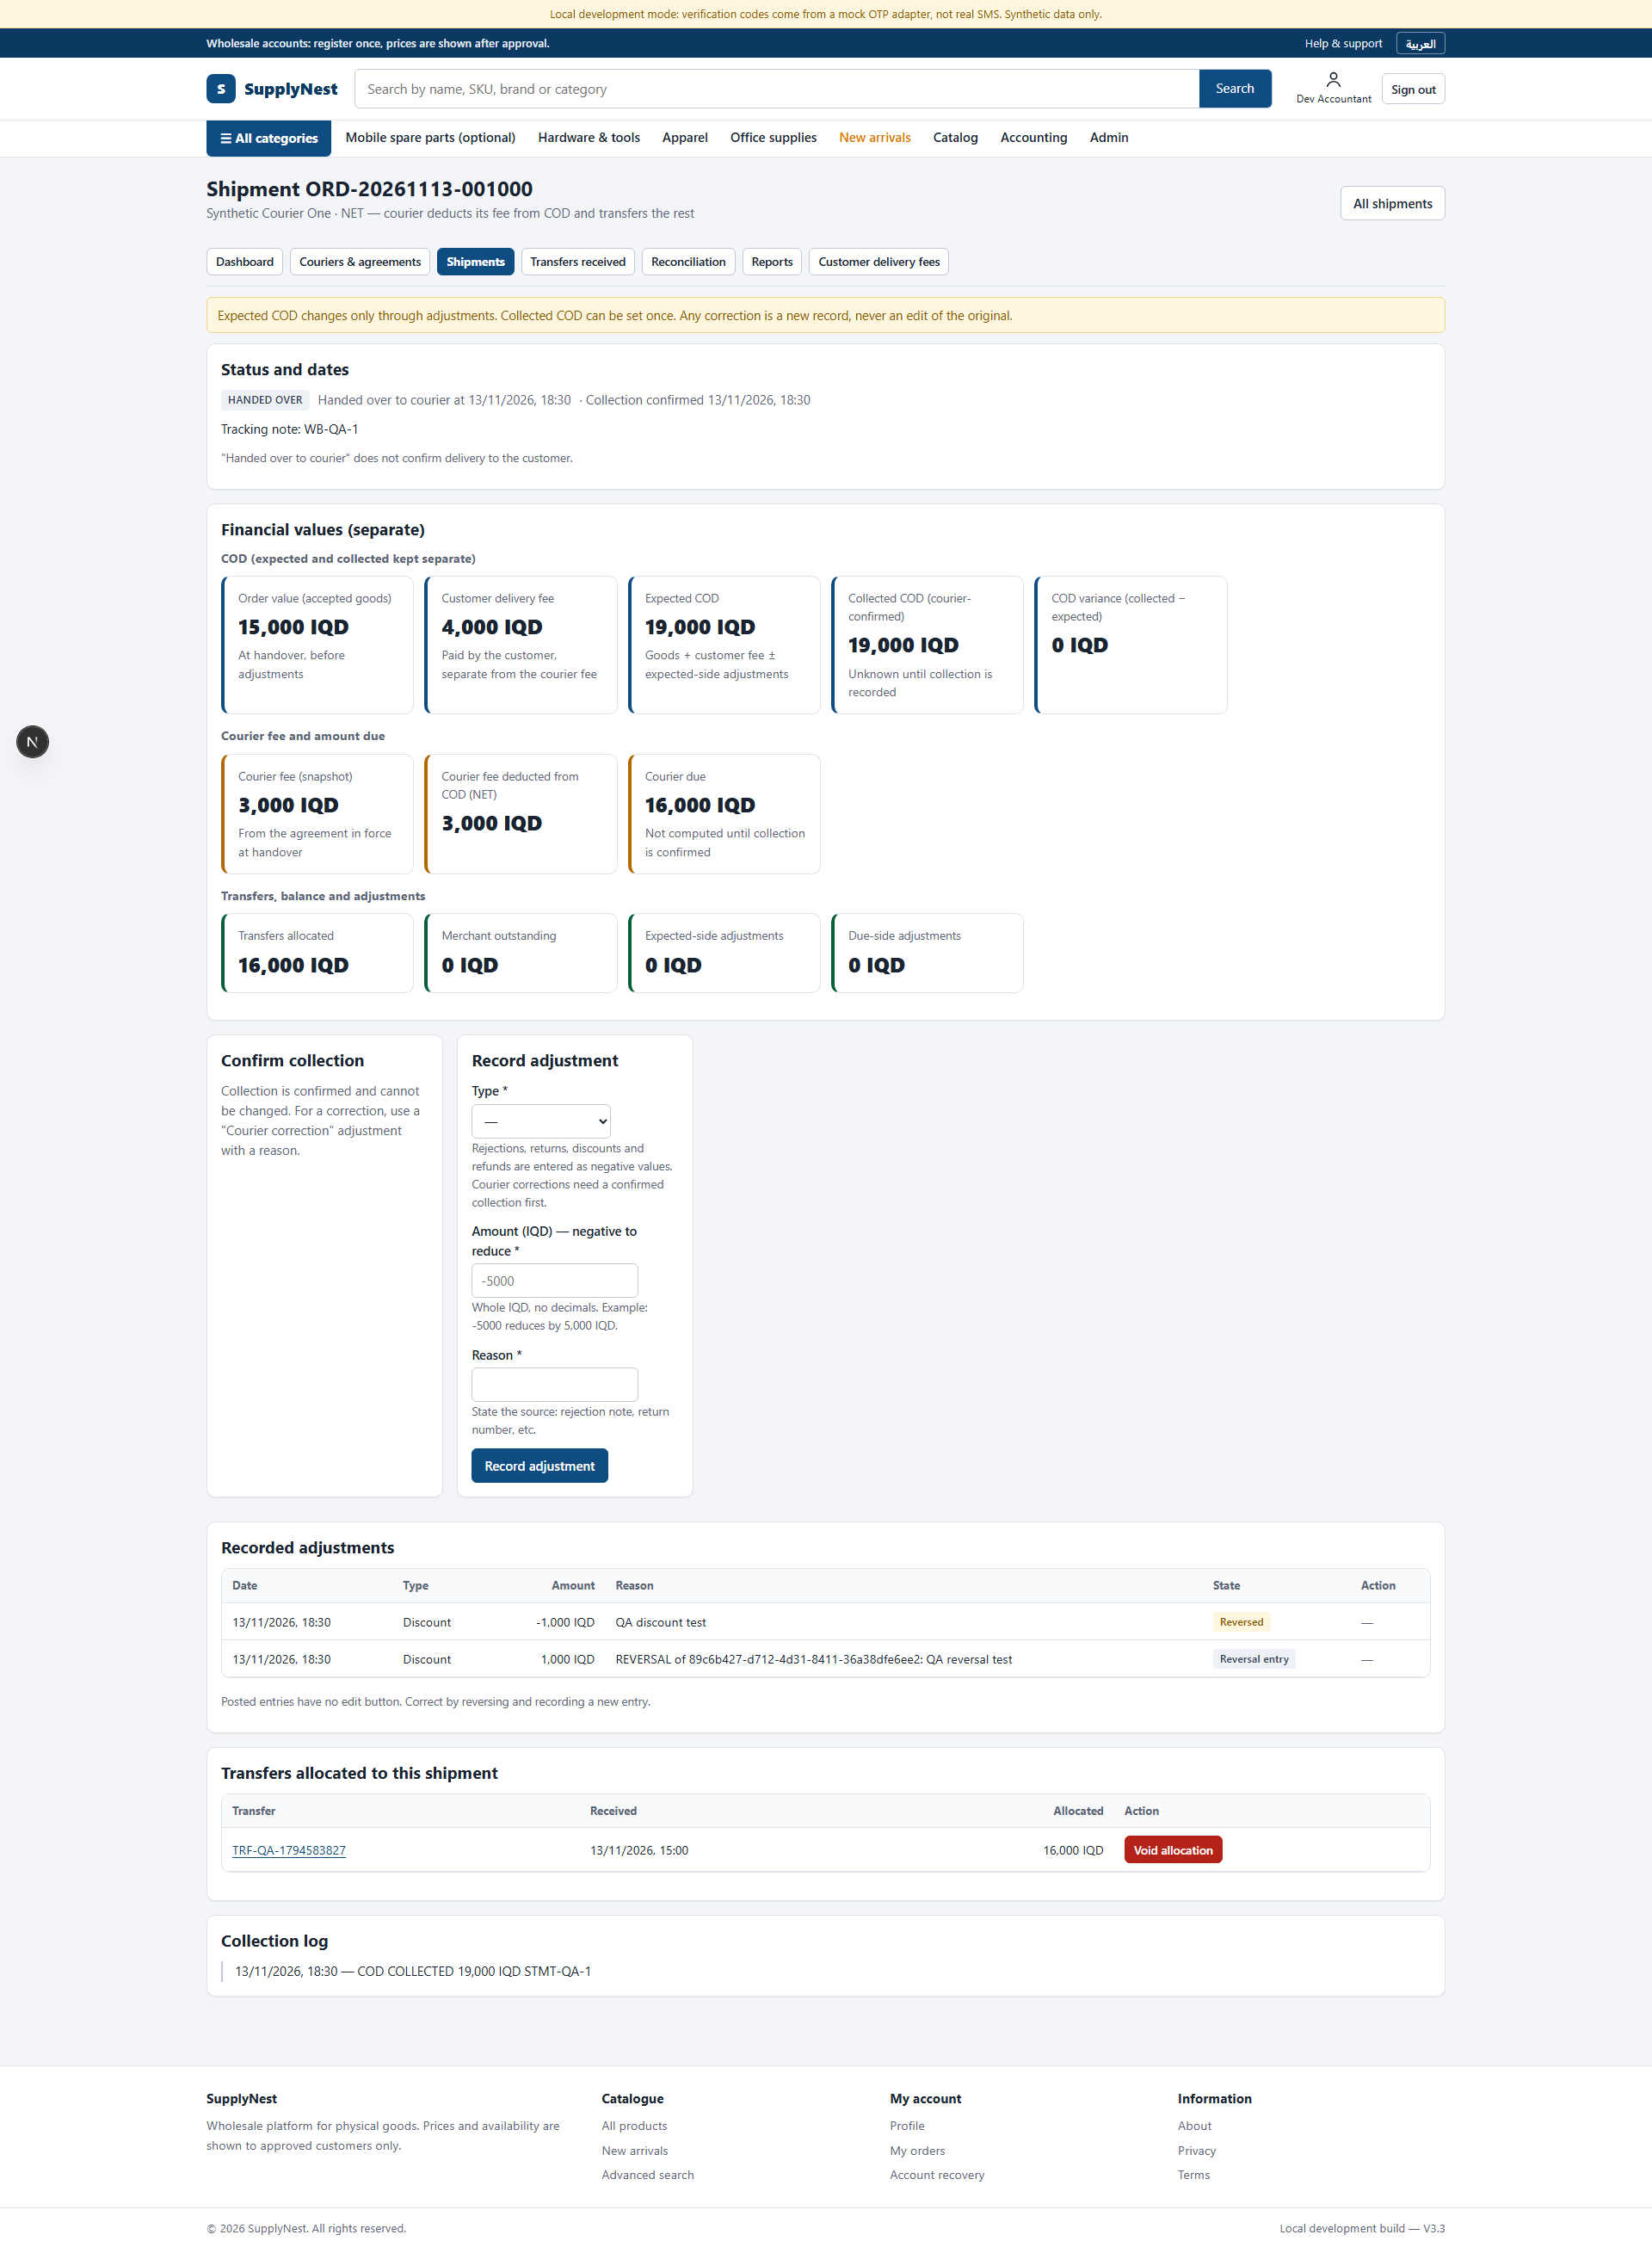 Local development mode: verification codes come from a mock OTP adapter, not real SMS. Synthetic data only.
Wholesale accounts: register once, prices are shown after approval.
Help & support
العربية
S
SupplyNest
Search by name, SKU, brand or category
Search
Dev Accountant
Sign out
☰ All categories
Mobile spare parts (optional)
Hardware & tools
Apparel
Office supplies
New arrivals
Catalog
Accounting
Admin
Shipment ORD-20261113-001000
Synthetic Courier One · NET — courier deducts its fee from COD and transfers the rest
All shipments
Dashboard
Couriers & agreements
Shipments
Transfers received
Reconciliation
Reports
Customer delivery fees
Expected COD changes only through adjustments. Collected COD can be set once. Any correction is a new record, never an edit of the original.
Status and dates
HANDED OVER
Handed over to courier at 13/11/2026, 18:30 · Collection confirmed 13/11/2026, 18:30
Tracking note: WB-QA-1
"Handed over to courier" does not confirm delivery to the customer.
Financial values (separate)
COD (expected and collected kept separate)
Order value (accepted goods)
15,000 IQD
At handover, before
adjustments
Customer delivery fee
4,000 IQD
Paid by the customer,
separate from the courier fee
Expected COD
19,000 IQD
Goods + customer fee ±
expected-side adjustments
Collected COD (courier-
confirmed)
19,000 IQD
Unknown until collection is
recorded
COD variance (collected −
expected)
0 IQD
N
Courier fee and amount due
Courier fee (snapshot)
3,000 IQD
From the agreement in force
at handover
Courier fee deducted from
COD (NET)
3,000 IQD
Courier due
16,000 IQD
Not computed until collection
is confirmed
Transfers, balance and adjustments
Transfers allocated
16,000 IQD
Merchant outstanding
0 IQD
Expected-side adjustments
0 IQD
Due-side adjustments
0 IQD
Confirm collection
Collection is confirmed and cannot
be changed. For a correction, use a
"Courier correction" adjustment
with a reason.
Record adjustment
Type *
—
Rejections, returns, discounts and
refunds are entered as negative values.
Courier corrections need a confirmed
collection first.
Amount (IQD) — negative to
reduce *
-5000
Whole IQD, no decimals. Example:
-5000 reduces by 5,000 IQD.
Reason *
State the source: rejection note, return
number, etc.
Record adjustment
Recorded adjustments
Date Type Amount Reason State Action
13/11/2026, 18:30 Discount -1,000 IQD QA discount test Reversed —
13/11/2026, 18:30 Discount 1,000 IQD REVERSAL of 89c6b427-d712-4d31-8411-36a38dfe6ee2: QA reversal test Reversal entry —
Posted entries have no edit button. Correct by reversing and recording a new entry.
Transfers allocated to this shipment
Transfer Received Allocated Action
TRF-QA-1794583827 13/11/2026, 15:00 16,000 IQD Void allocation
Collection log
13/11/2026, 18:30 — COD COLLECTED 19,000 IQD STMT-QA-1
SupplyNest
Wholesale platform for physical goods. Prices and availability are
shown to approved customers only.
Catalogue
All products
New arrivals
Advanced search
My account
Profile
My orders
Account recovery
Information
About
Privacy
Terms
© 2026 SupplyNest. All rights reserved.
Local development build — V3.3